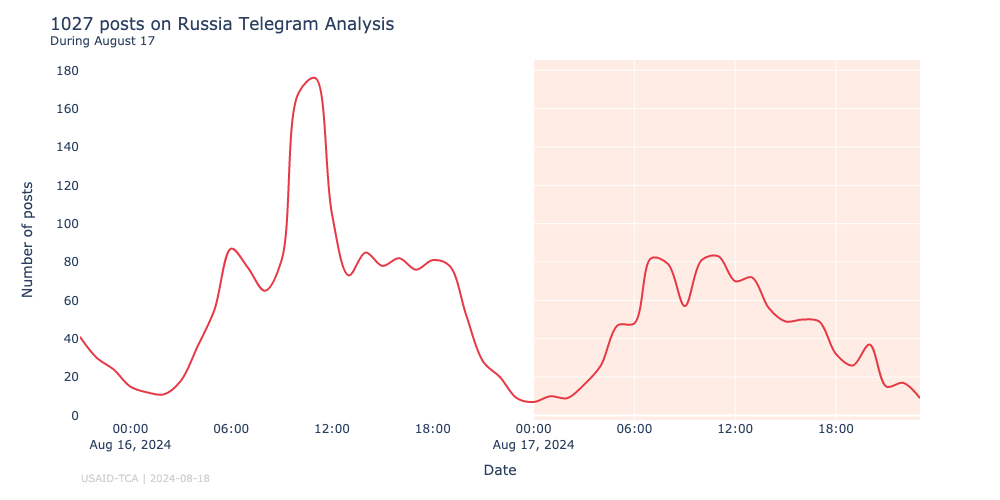 1027 posts on Russia Telegram Analysis
During August 17
Number of posts
180
160
140
120
100
80
60
40
20
0
00:00 06:00 12:00 18:00 00:00 06:00 12:00 18:00
Aug 16, 2024 Aug 17, 2024
Date
USAID-TCA | 2024-08-18